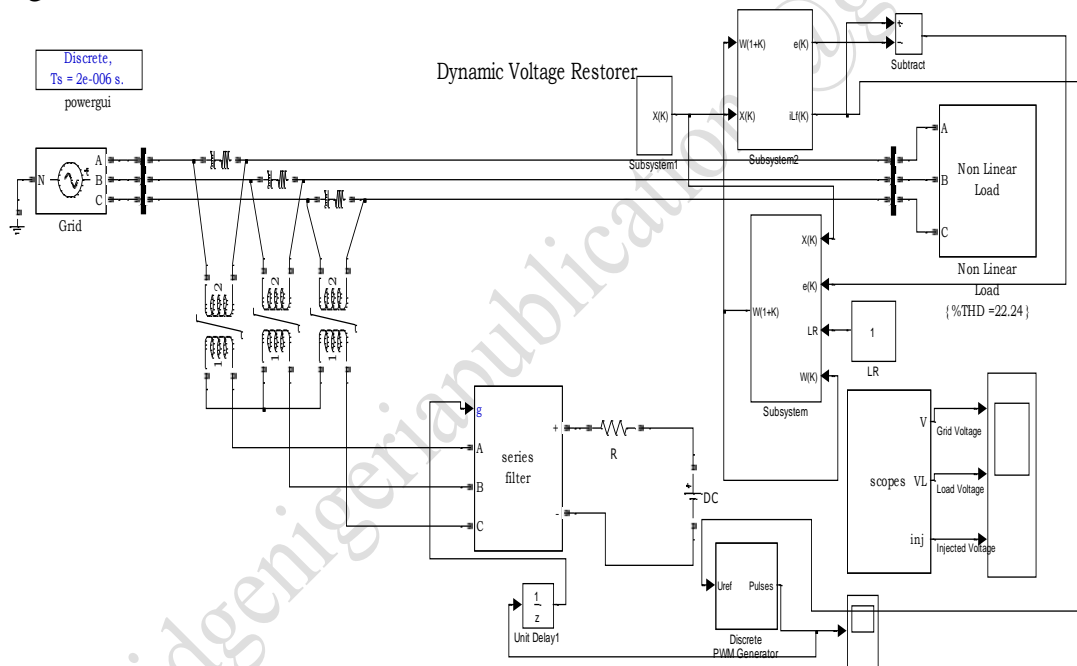 Discrete,
Ts = 2e-006 s.
powergui
Dynamic Voltage Restorer
X(K)
Subsystem1
W(1+K)
e(K)
X(K)
iLf(K)
Subsystem2
+
−
Subtract
N
A
B
C
Grid
A
B
C
Non Linear
Load
Non Linear
Load
{%THD =22.24}
2
1
2
1
2
1
X(K)
e(K)
W(1+K)
LR
W(K)
Subsystem
1
LR
g
A
B
C
+
-
series
filter
R
+
DC
V
scopes
VL
inj
Grid Voltage
Load Voltage
Injected Voltage
1
z
Unit Delay1
Uref
Pulses
Discrete
PWM Generator
idgenigeriapublication @g